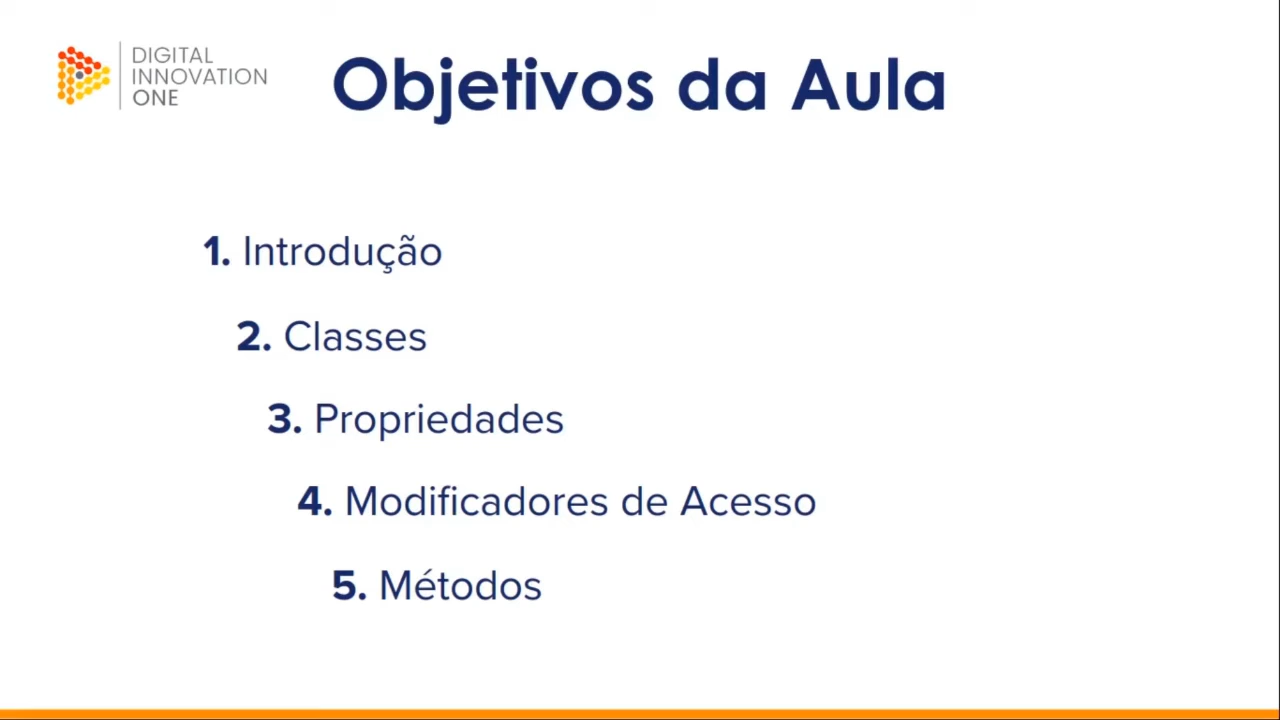 DIGITAL
INNOVATION
ONE
Objetivos da Aula
1. Introdução
2. Classes
3. Propriedades
4. Modificadores de Acesso
5. Métodos